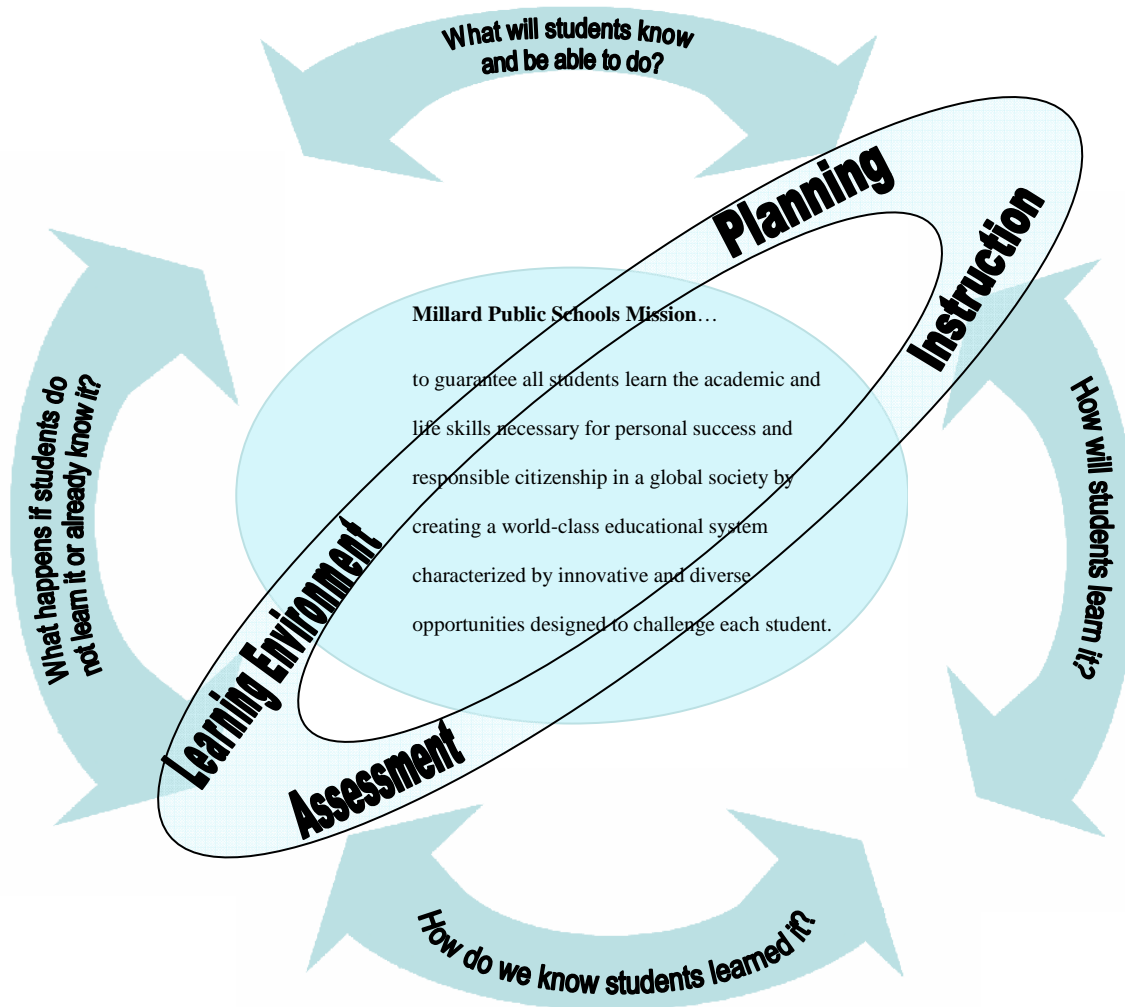 What will students know
and be able to do?
Planning
Instruction
Millard Public Schools Mission…
to guarantee all students learn the academic and
life skills necessary for personal success and
responsible citizenship in a global society by
creating a world-class educational system
characterized by innovative and diverse
opportunities designed to challenge each student.
What happens if students do
not learn it or already know it?
How will students learn it?
Learning Environment
Assessment
How do we know students learned it?